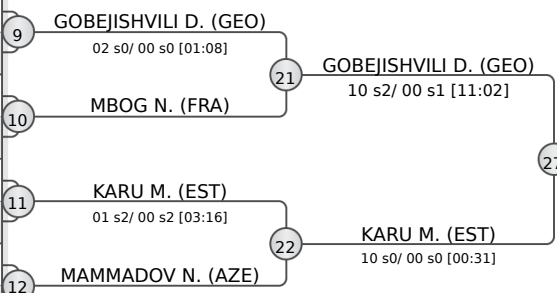 GOBEJISHVILI D. (GEO)
9
02 s0/ 00 s0 [01:08]
GOBEJISHVILI D. (GEO)
21
10 s2/ 00 s1 [11:02]
MBOG N. (FRA)
10
27
KARU M. (EST)
11
01 s2/ 00 s2 [03:16]
KARU M. (EST)
22
10 s0/ 00 s0 [00:31]
MAMMADOV N. (AZE)
12